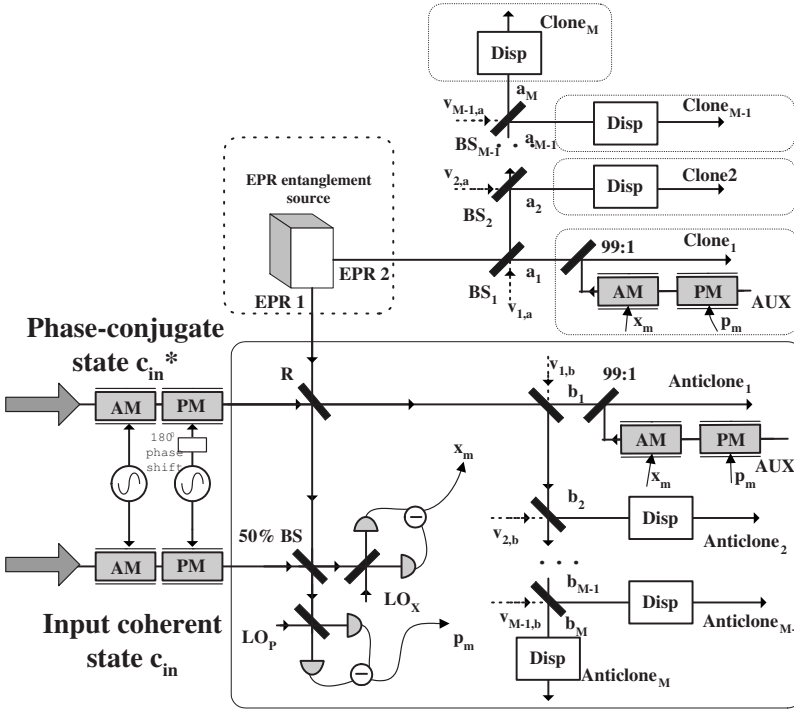 Clone_M
Disp
a_M
v_M-1,a
BS_M-1
a_M-1
Disp
Clone_M-1
. . .
EPR entanglement
source
v_2,a
BS_2
a_2
Disp
Clone2
EPR 2
EPR 1
BS_1
a_1
v_1,a
99:1
Clone_1
AM
PM
AUX
x_m
p_m
Phase-conjugate
state c_in*
R
AM
PM
v_1,b
b_1
99:1
Anticlone_1
180° phase shift
AM
PM
AUX
x_m
p_m
x_m
50% BS
b_2
v_2,b
Disp
Anticlone_2
AM
PM
LO_X
. . .
Input coherent
state c_in
LO_P
p_m
b_M-1
v_M-1,b
b_M
Disp
Anticlone_M-
Disp
Anticlone_M